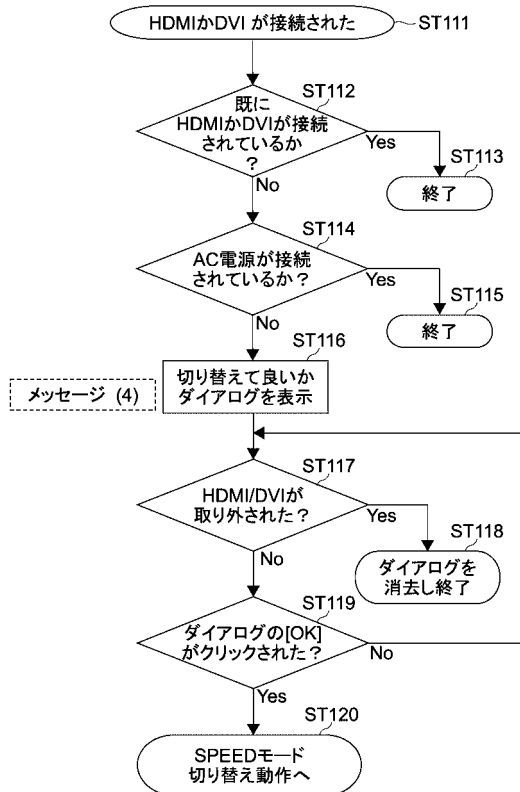 HDMIかDVI が接続された
ST111
ST112
既に
HDMIかDVIが接続
されているか
?
Yes
ST113
終了
No
ST114
AC電源が接続
されているか?
Yes
ST115
終了
No
ST116
切り替えて良いか
ダイアログを表示
メッセージ (4)
ST117
HDMI/DVIが
取り外された?
Yes
ST118
ダイアログを
消去し終了
No
ST119
ダイアログの[OK]
がクリックされた?
No
Yes
ST120
SPEEDモード
切り替え動作へ